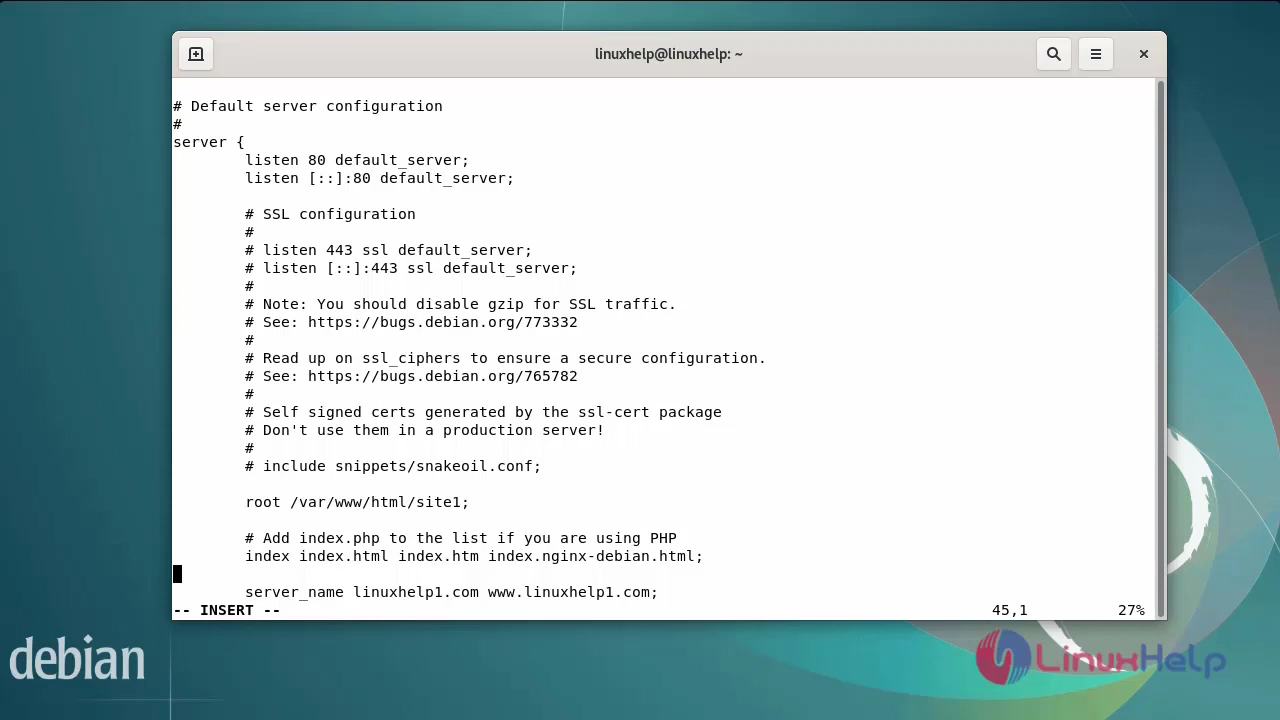 linuxhelp@linuxhelp: ~
# Default server configuration
#
server {
        listen 80 default_server;
        listen [::]:80 default_server;

        # SSL configuration
        #
        # listen 443 ssl default_server;
        # listen [::]:443 ssl default_server;
        #
        # Note: You should disable gzip for SSL traffic.
        # See: https://bugs.debian.org/773332
        #
        # Read up on ssl_ciphers to ensure a secure configuration.
        # See: https://bugs.debian.org/765782
        #
        # Self signed certs generated by the ssl-cert package
        # Don't use them in a production server!
        #
        # include snippets/snakeoil.conf;

        root /var/www/html/site1;

        # Add index.php to the list if you are using PHP
        index index.html index.htm index.nginx-debian.html;

        server_name linuxhelp1.com www.linuxhelp1.com;
-- INSERT -- 45,1 27%
debian
LinuxHelp